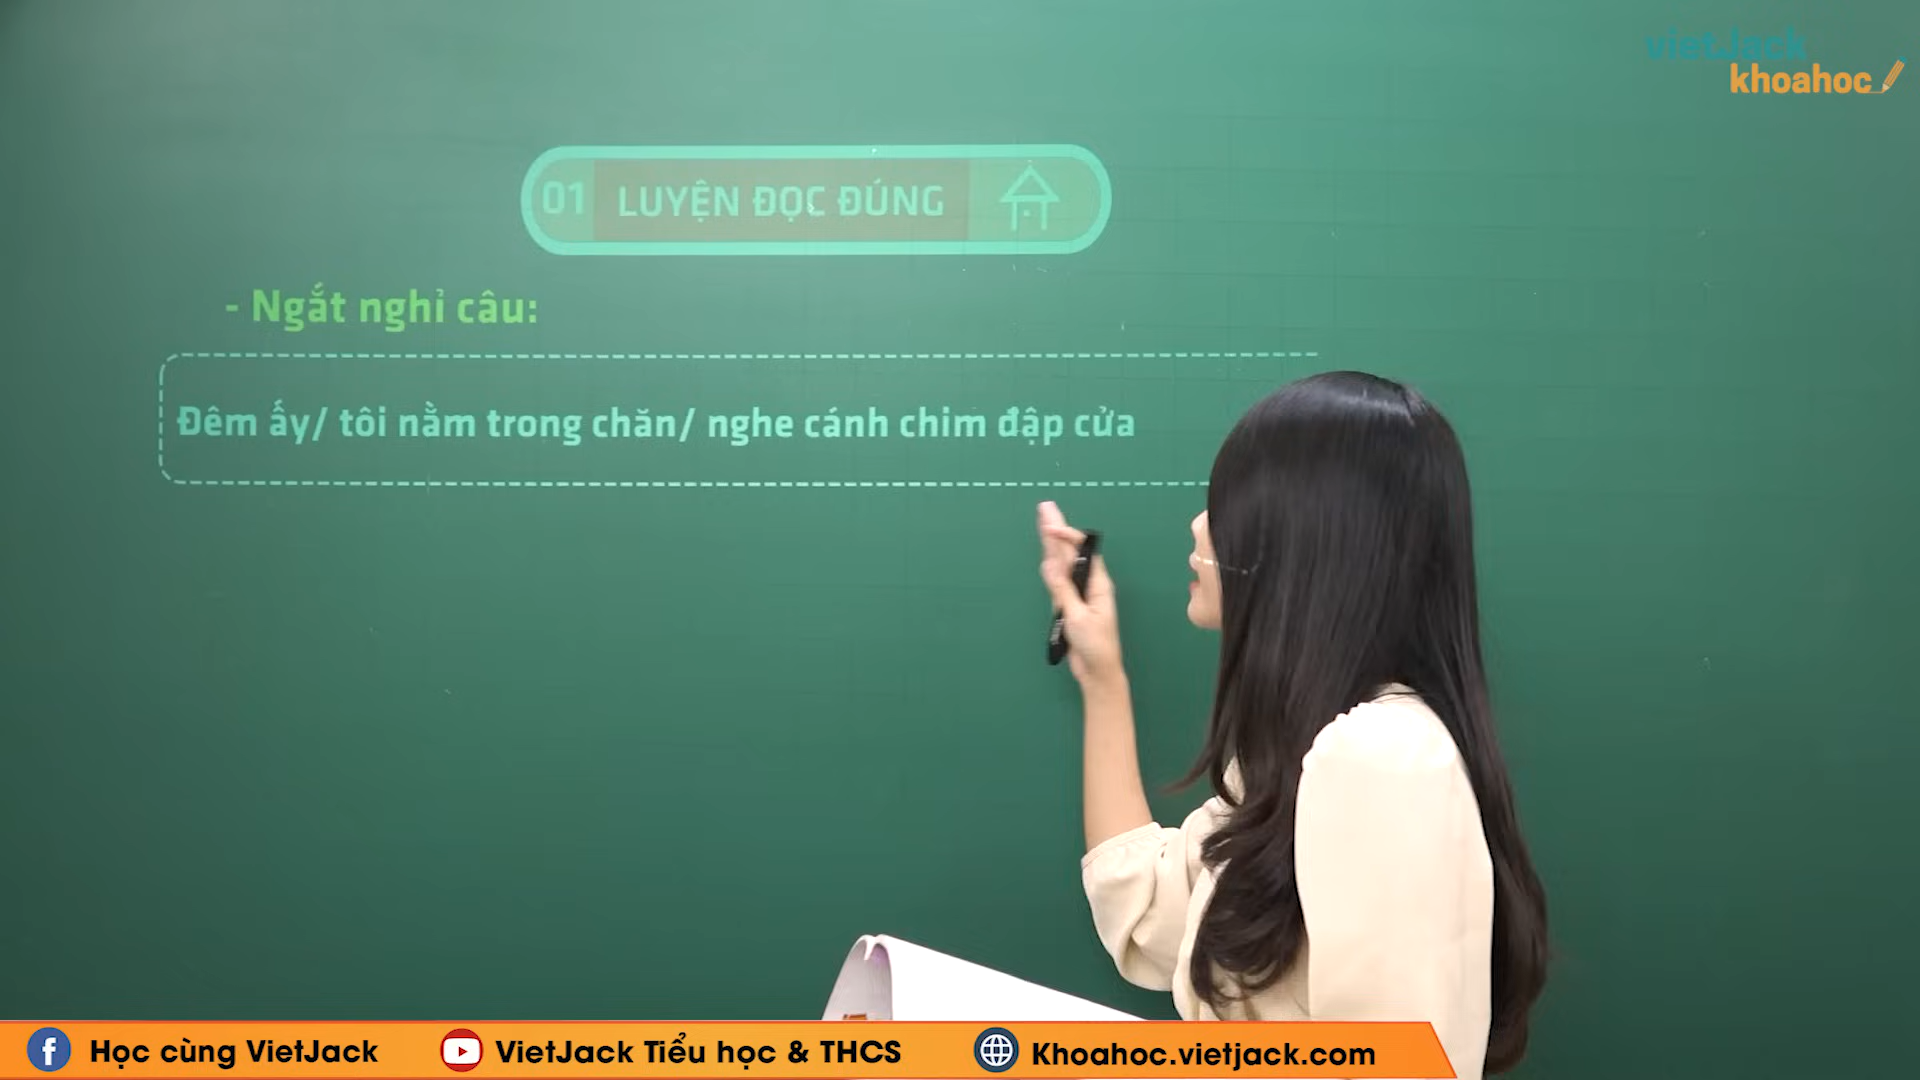 vietJack
khoahoc
01 LUYỆN ĐỌC ĐÚNG
- Ngắt nghỉ câu:
Đêm ấy/ tôi nằm trong chăn/ nghe cánh chim đập cửa
Học cùng VietJack
VietJack Tiểu học & THCS
Khoahoc.vietjack.com